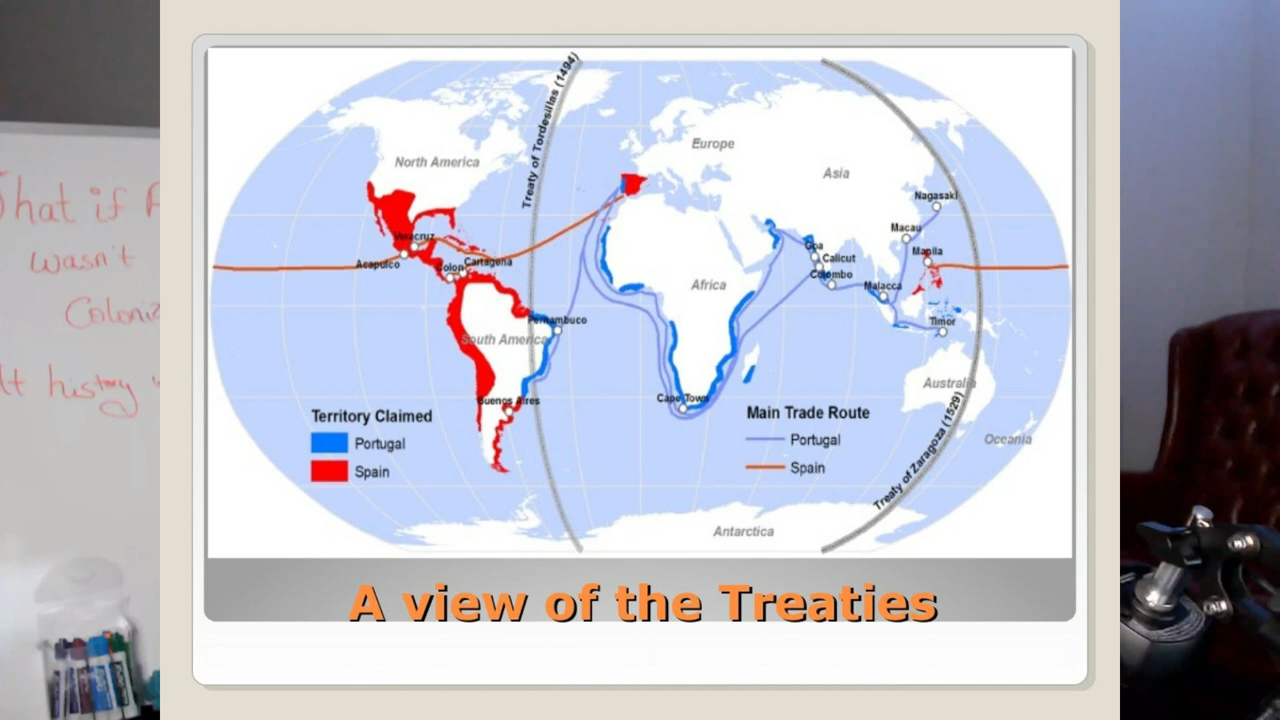 That if
wasn't
Coloniz
It history
Treaty of Tordesillas (1494)
North America
Europe
Asia
Nagasaki
Macau
Manila
Veracruz
Acapulco
Colon
Cartagena
Goa
Calicut
Colombo
Malacca
Africa
Pernambuco
South America
Timor
Buenos Aires
Cape Town
Australia
Oceania
Treaty of Zaragoza (1529)
Antarctica
Territory Claimed
Portugal
Spain
Main Trade Route
Portugal
Spain
A view of the Treaties